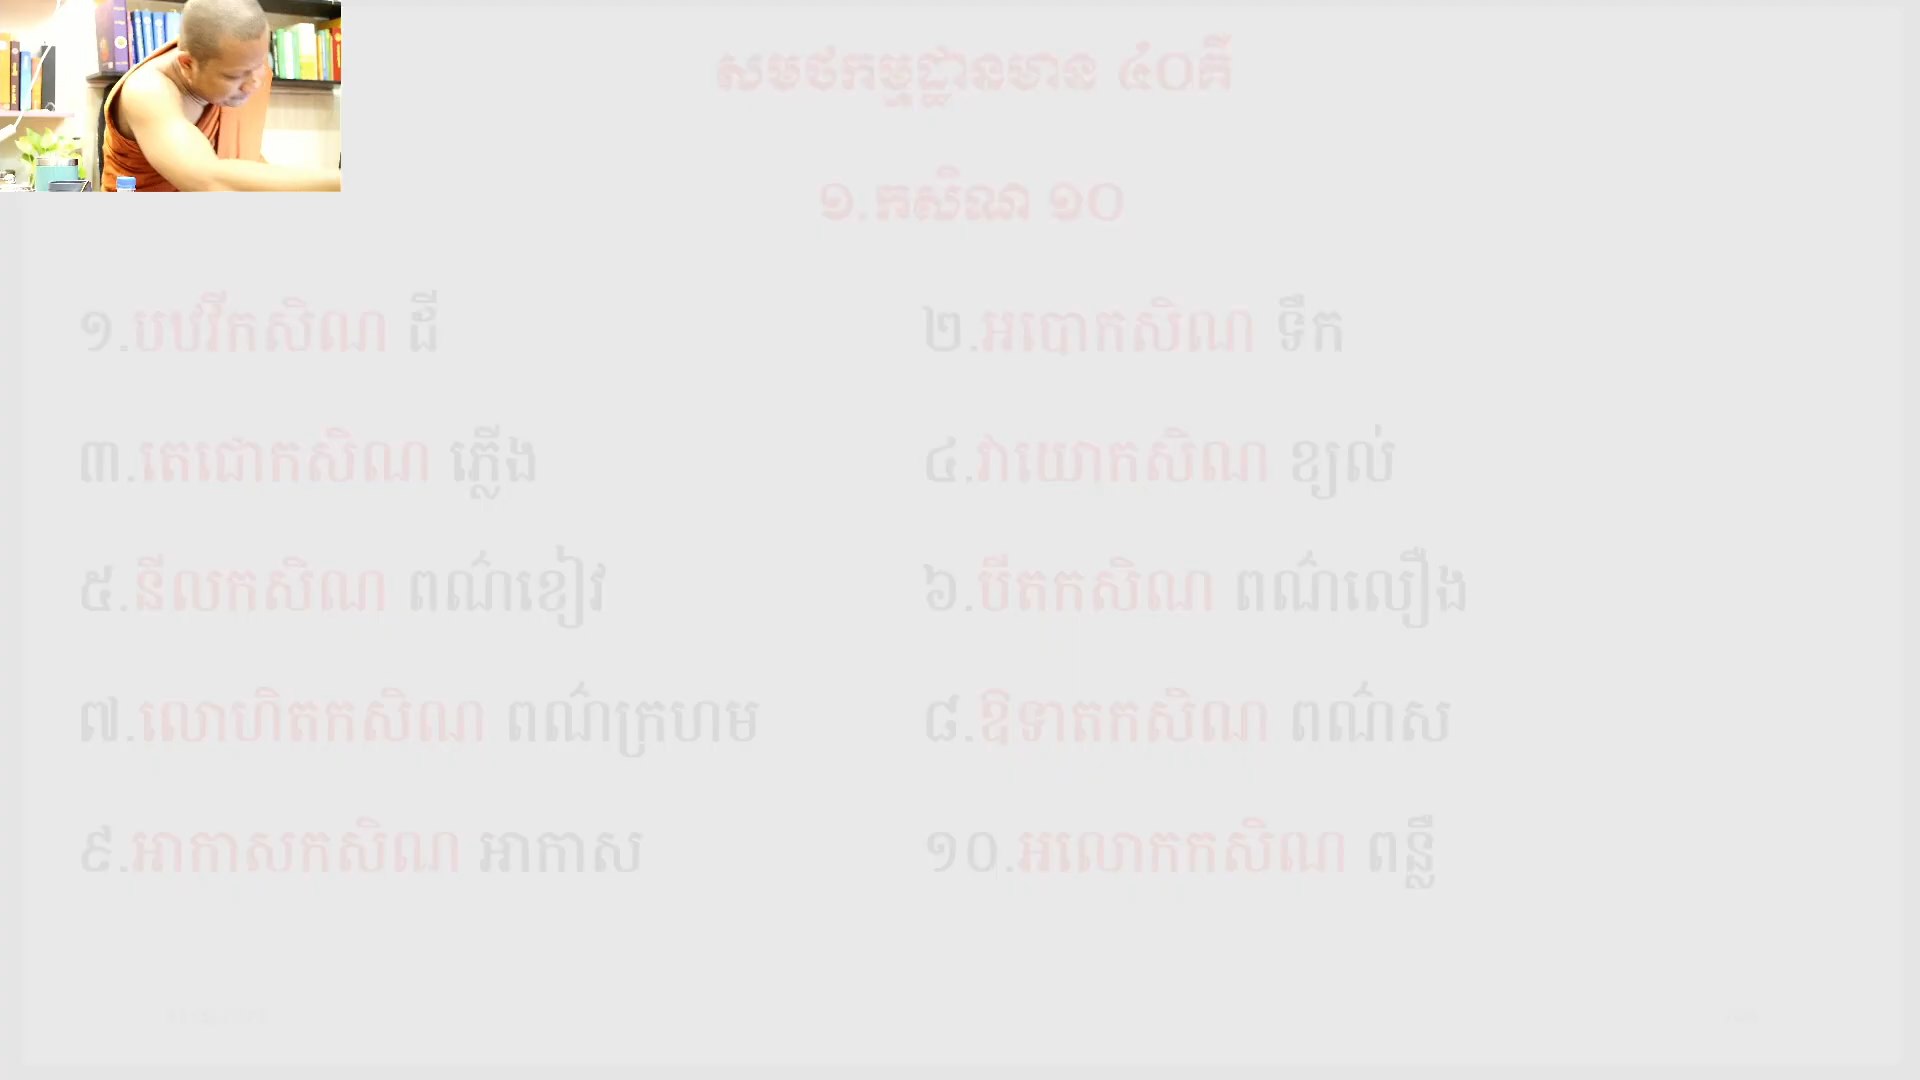 សមថកម្មដ្ឋានមាន ៤០គឺ
១.កសិណ ១០
១.បឋវីកសិណ ដី
២.អបោកសិណ ទឹក
៣.តេជោកសិណ ភ្លើង
៤.វាយោកសិណ ខ្យល់
៥.នីលកសិណ ពណ៌ខៀវ
៦.បីតកសិណ ពណ៌លឿង
៧.លោហិតកសិណ ពណ៌ក្រហម
៨.ឱទាតកសិណ ពណ៌ស
៩.អាកាសកសិណ អាកាស
១០.អលោកកសិណ ពន្លឺ